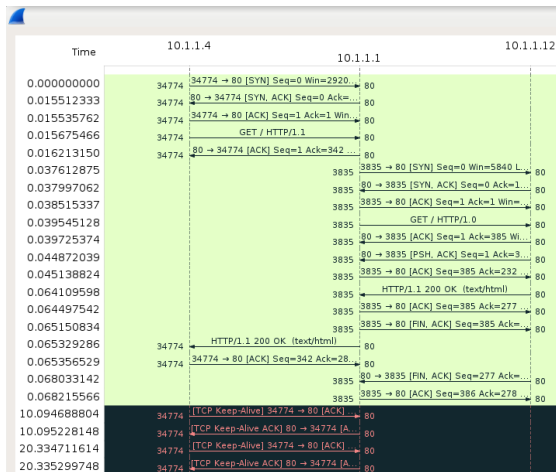 Time 10.1.1.4 10.1.1.1 10.1.1.12
0.000000000 34774 34774 → 80 [SYN] Seq=0 Win=2920... 80
0.015512333 34774 80 → 34774 [SYN, ACK] Seq=0 Ack=... 80
0.015535762 34774 34774 → 80 [ACK] Seq=1 Ack=1 Win... 80
0.015675466 34774 GET / HTTP/1.1 80
0.016213150 34774 80 → 34774 [ACK] Seq=1 Ack=342 ... 80
0.037612875 3835 3835 → 80 [SYN] Seq=0 Win=5840 L... 80
0.037997062 3835 80 → 3835 [SYN, ACK] Seq=0 Ack=1... 80
0.038515337 3835 3835 → 80 [ACK] Seq=1 Ack=1 Win=... 80
0.039545128 3835 GET / HTTP/1.0 80
0.039725374 3835 80 → 3835 [ACK] Seq=1 Ack=385 Wi... 80
0.044872039 3835 80 → 3835 [PSH, ACK] Seq=1 Ack=3... 80
0.045138824 3835 3835 → 80 [ACK] Seq=385 Ack=232 ... 80
0.064109598 3835 HTTP/1.1 200 OK (text/html) 80
0.064497542 3835 3835 → 80 [ACK] Seq=385 Ack=277 ... 80
0.065150834 3835 3835 → 80 [FIN, ACK] Seq=385 Ack=... 80
0.065329286 34774 HTTP/1.1 200 OK (text/html) 80
0.065356529 34774 34774 → 80 [ACK] Seq=342 Ack=28... 80
0.068033142 3835 80 → 3835 [FIN, ACK] Seq=277 Ack=... 80
0.068215566 3835 3835 → 80 [ACK] Seq=386 Ack=278 ... 80
10.094688804 34774 [TCP Keep-Alive] 34774 → 80 [ACK] ... 80
10.095228148 34774 [TCP Keep-Alive ACK] 80 → 34774 [A... 80
20.334711614 34774 [TCP Keep-Alive] 34774 → 80 [ACK] ... 80
20.335299748 34774 [TCP Keep-Alive ACK] 80 → 34774 [A... 80